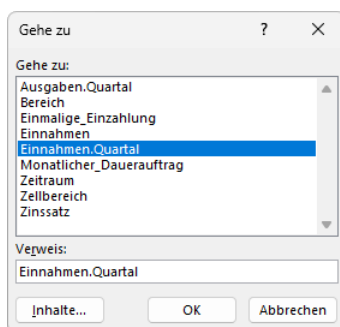 Gehe zu ?
Gehe zu:
Ausgaben.Quartal
Bereich
Einmalige_Einzahlung
Einnahmen
Einnahmen.Quartal
Monatlicher_Dauerauftrag
Zeitraum
Zellbereich
Zinssatz
Verweis:
Einnahmen.Quartal
Inhalte... OK Abbrechen